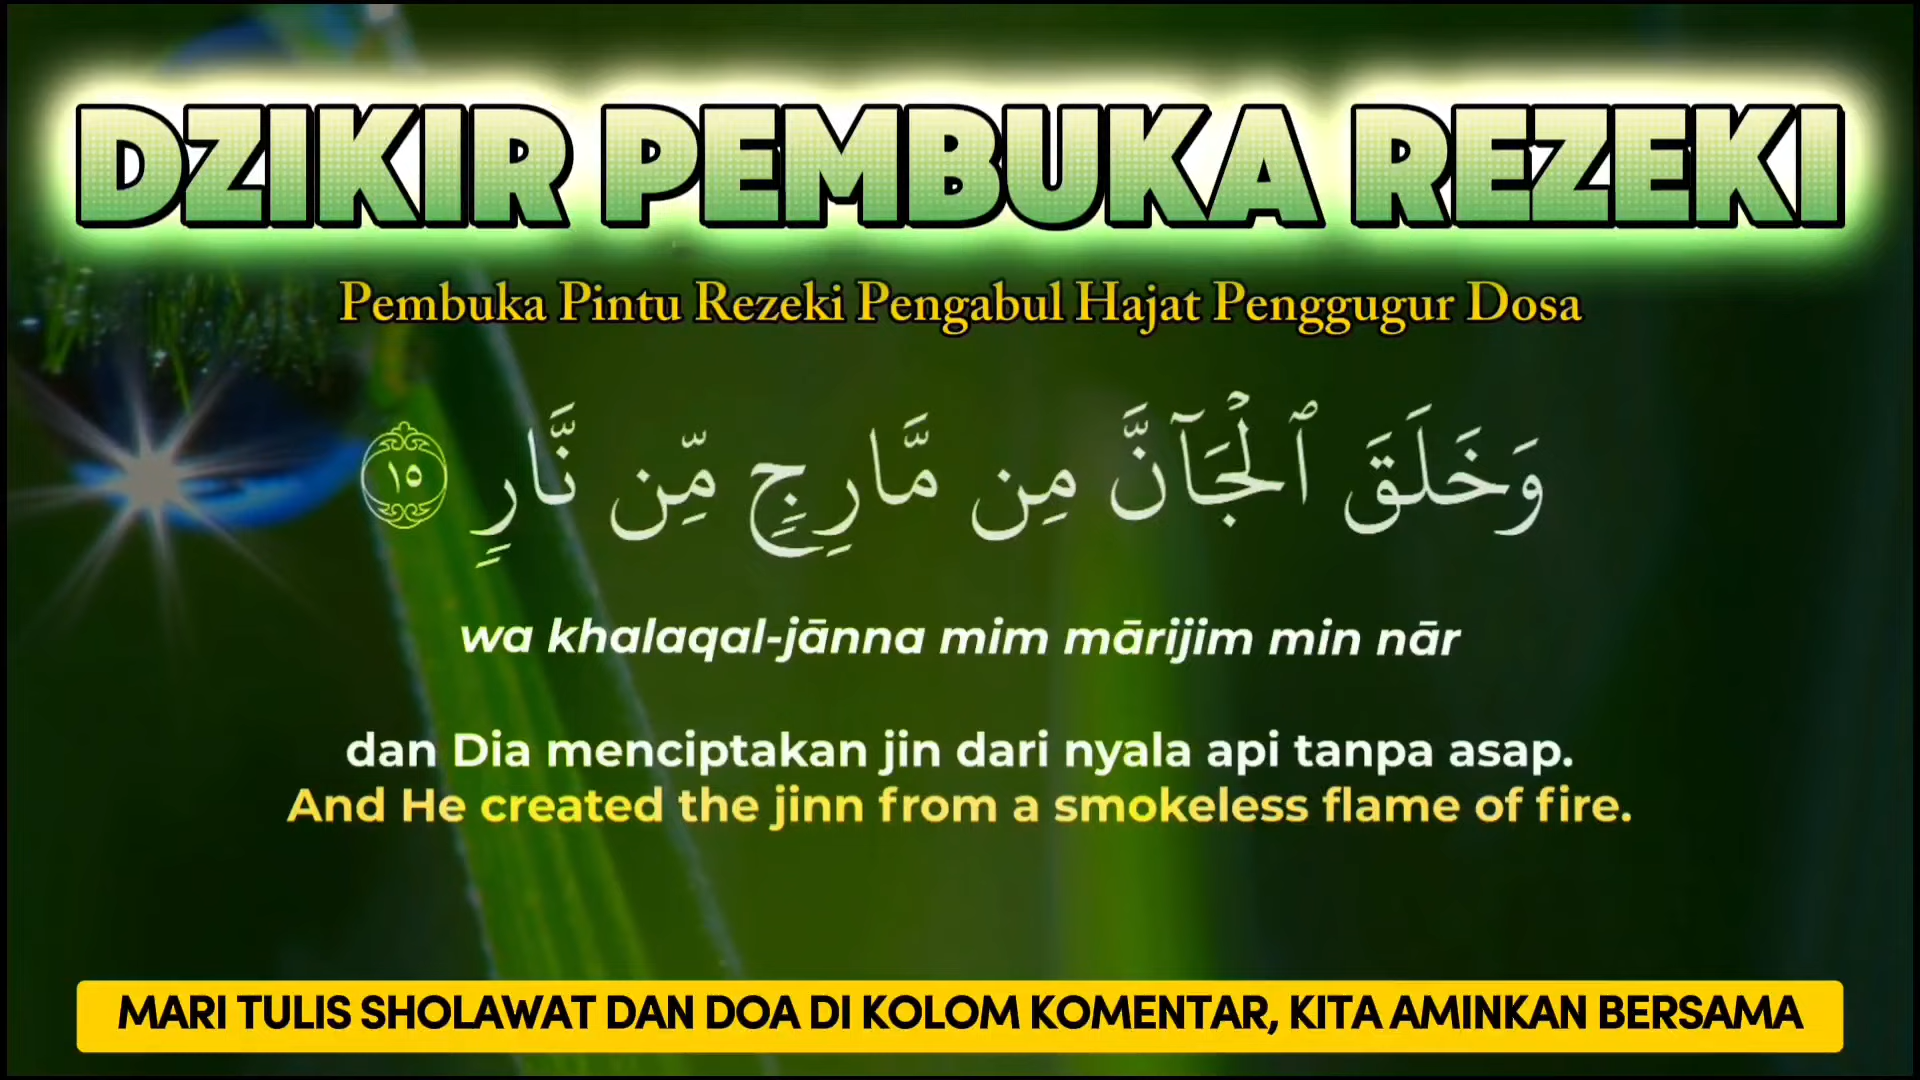 DZIKIR PEMBUKA REZEKI
Pembuka Pintu Rezeki Pengabul Hajat Penggugur Dosa
وَخَلَقَ ٱلْجَآنَّ مِن مَّارِجٍ مِّن نَّارٍ ١٥
wa khalaqal-jānna mim mārijim min nār
dan Dia menciptakan jin dari nyala api tanpa asap.
And He created the jinn from a smokeless flame of fire.
MARI TULIS SHOLAWAT DAN DOA DI KOLOM KOMENTAR, KITA AMINKAN BERSAMA